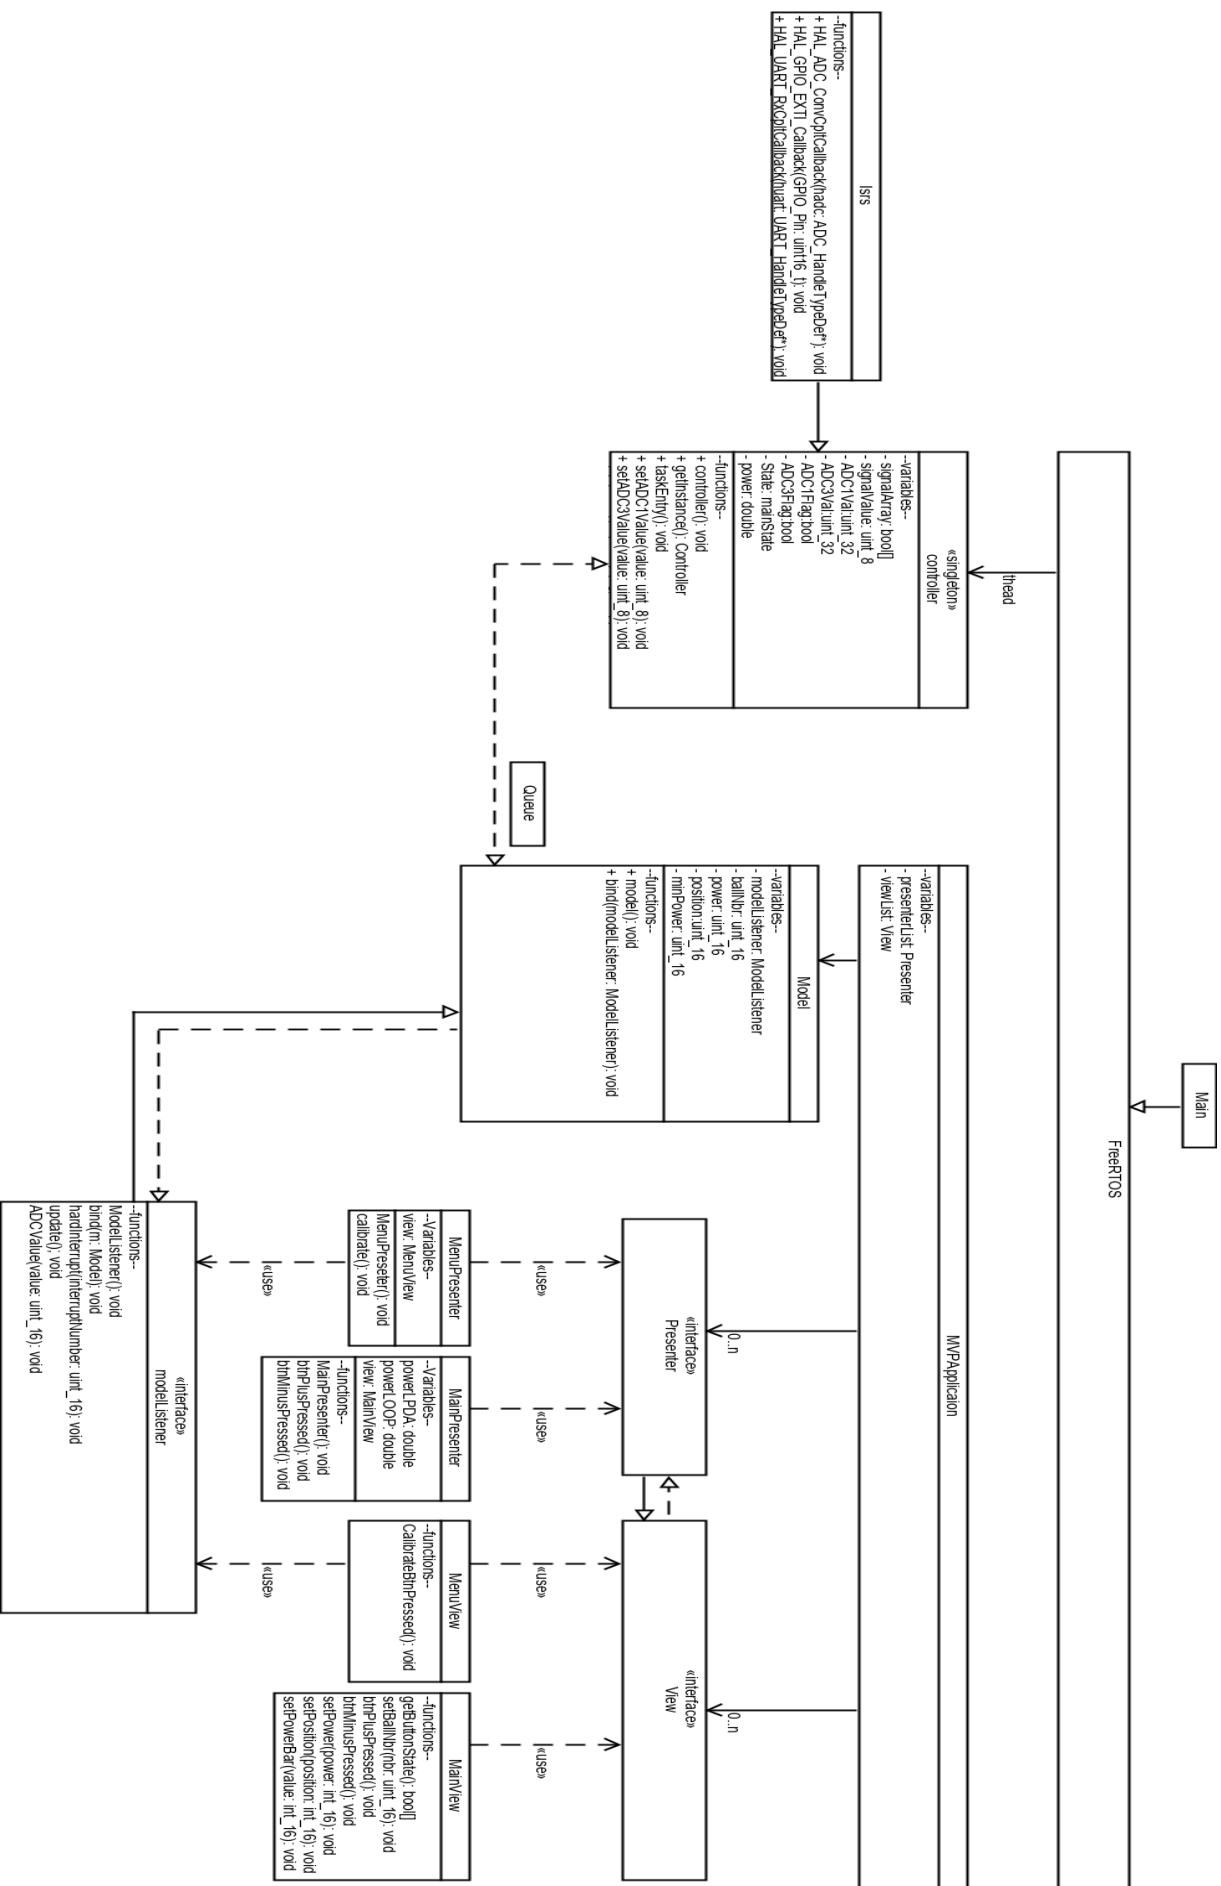 Main
FreeRTOS
thead
Isrs
--functions--
+ HAL_ADC_ConvCpltCallback(hadc: ADC_HandleTypeDef*): void
+ HAL_GPIO_EXTI_Callback(GPIO_Pin: uint16_t): void
+ HAL_UART_RxCpltCallback(huart: UART_HandleTypeDef*): void
«singleton»
controller
--variables--
- signalArray: bool[]
- signalValue: uint_8
- ADC1Val:uint_32
- ADC3Val:uint_32
- ADC1Flag:bool
- ADC3Flag:bool
- State: mainState
- power: double
--functions--
+ controller(): void
+ getInstance(): Controller
+ taskEntry(): void
+ setADC1Value(value: uint_8): void
+ setADC3Value(value: uint_8): void
Queue
MVPApplicaion
--variables--
- presenterList: Presenter
- viewList: View
Model
--variables--
- modelListener: ModelListener
- ballNbr: uint_16
- power: uint_16
- position:uint_16
- minPower: uint_16
--functions--
+ model(): void
+ bind(modelListener: ModelListener): void
0..n
0..n
«interface»
Presenter
«interface»
View
«use»
«use»
«use»
«use»
MenuPresenter
--Variables--
view: MenuView
MenuPreseter(): void
calibrate(): void
MainPresenter
--Variables--
powerLPDA: double
powerLOOP: double
view: MainView
--functions--
MainPresenter(): void
btnPlusPressed(): void
btnMinusPressed(): void
MenuView
--functions--
CalibrateBtnPressed(): void
MainView
--functions--
getButtonState(): bool[]
setBallNbr(nbr: uint_16): void
btnPlusPressed(): void
btnMinusPressed(): void
setPower(power: int_16): void
setPosition(position: int_16): void
setPowerBar(value: int_16): void
«use»
«use»
«interface»
modelListener
--functions--
ModelListener(): void
bind(m: Model): void
hardInterrupt(interruptNumber: uint_16): void
update(): void
ADCValue(value: uint_16): void